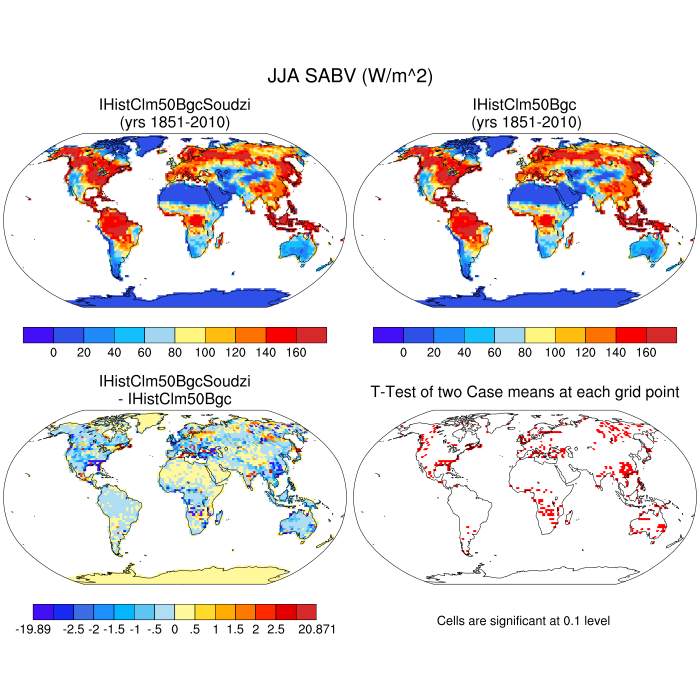 JJA SABV (W/m^2)
IHistClm50BgcSoudzi
(yrs 1851-2010)
IHistClm50Bgc
(yrs 1851-2010)
0 20 40 60 80 100 120 140 160
0 20 40 60 80 100 120 140 160
IHistClm50BgcSoudzi
- IHistClm50Bgc
T-Test of two Case means at each grid point
-19.89 -2.5 -2 -1.5 -1 -.5 0 .5 1 1.5 2 2.5 20.871
Cells are significant at 0.1 level